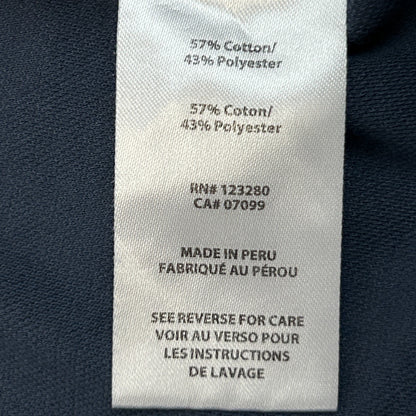 57% Cotton/
43% Polyester
57% Coton/
43% Polyester
RN# 123280
CA# 07099
MADE IN PERU
FABRIQUÉ AU PÉROU
SEE REVERSE FOR CARE
VOIR AU VERSO POUR
LES INSTRUCTIONS
DE LAVAGE